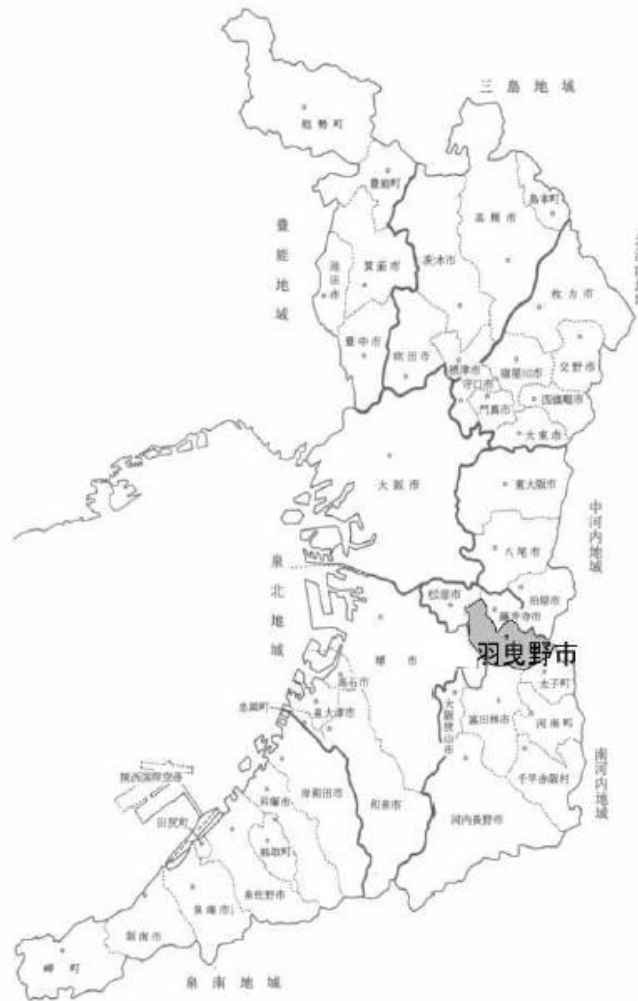 三島地域
能勢町
豊能町
島本町
高槻市
豊能地域
茨木市
池田市
箕面市
枚方市
豊中市
吹田市
摂津市
寝屋川市
交野市
守口市
門真市
四條畷市
大東市
大阪市
東大阪市
中河内地域
八尾市
泉北地域
松原市
柏原市
藤井寺市
羽曳野市
堺市
太子町
高石市
大阪狭山市
富田林市
忠岡町
泉大津市
河南町
千早赤阪村
南河内地域
関西国際空港
岸和田市
貝塚市
和泉市
河内長野市
田尻町
熊取町
泉佐野市
泉南市
阪南市
岬町
泉南地域